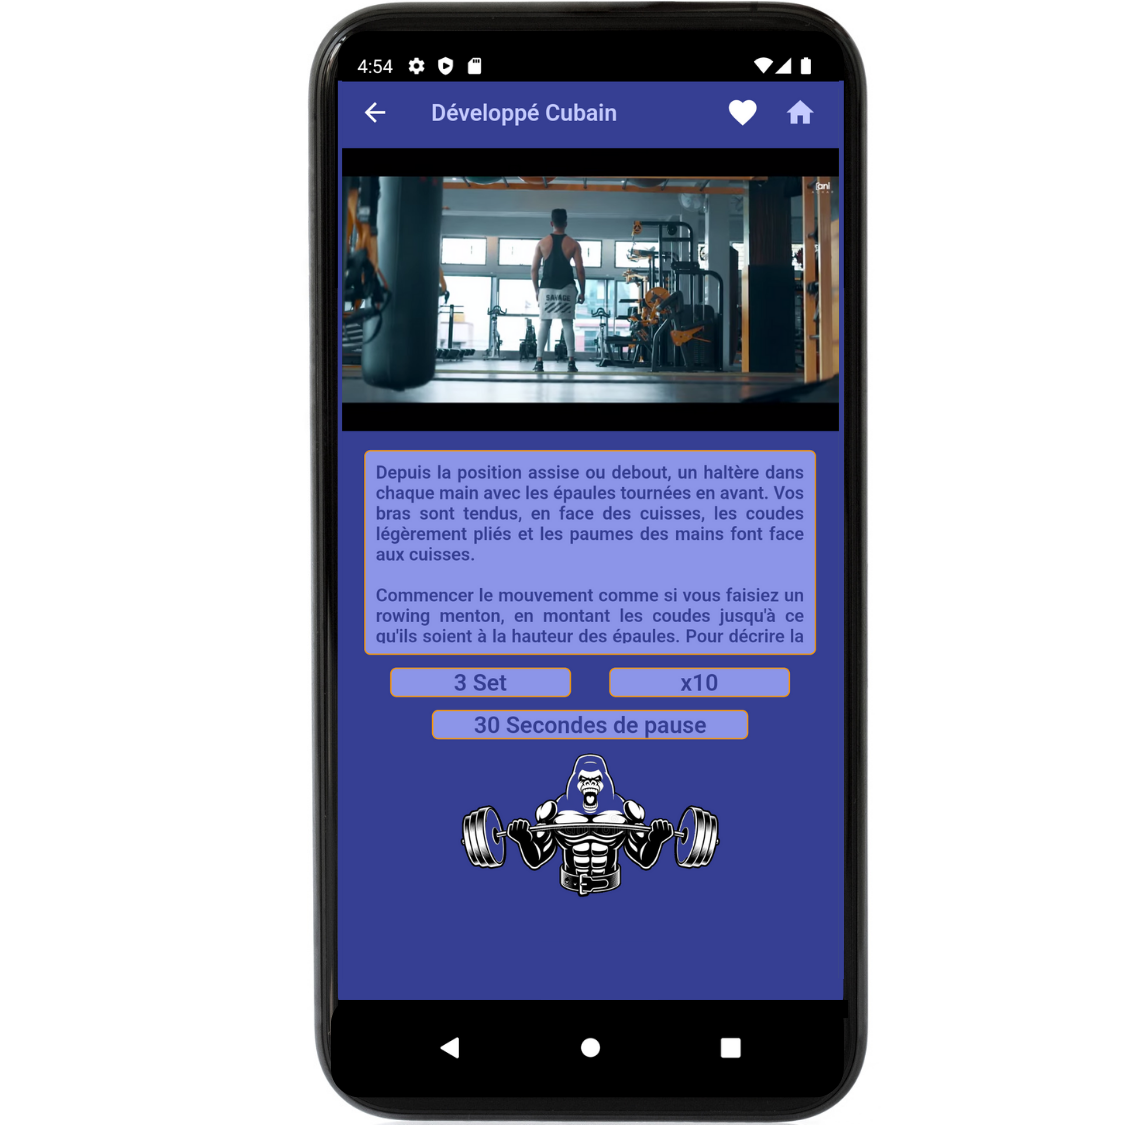 4:54
Développé Cubain
SAVAGE
Depuis la position assise ou debout, un haltère dans
chaque main avec les épaules tournées en avant. Vos
bras sont tendus, en face des cuisses, les coudes
légèrement pliés et les paumes des mains font face
aux cuisses.
Commencer le mouvement comme si vous faisiez un
rowing menton, en montant les coudes jusqu'à ce
qu'ils soient à la hauteur des épaules. Pour décrire la
3 Set
x10
30 Secondes de pause